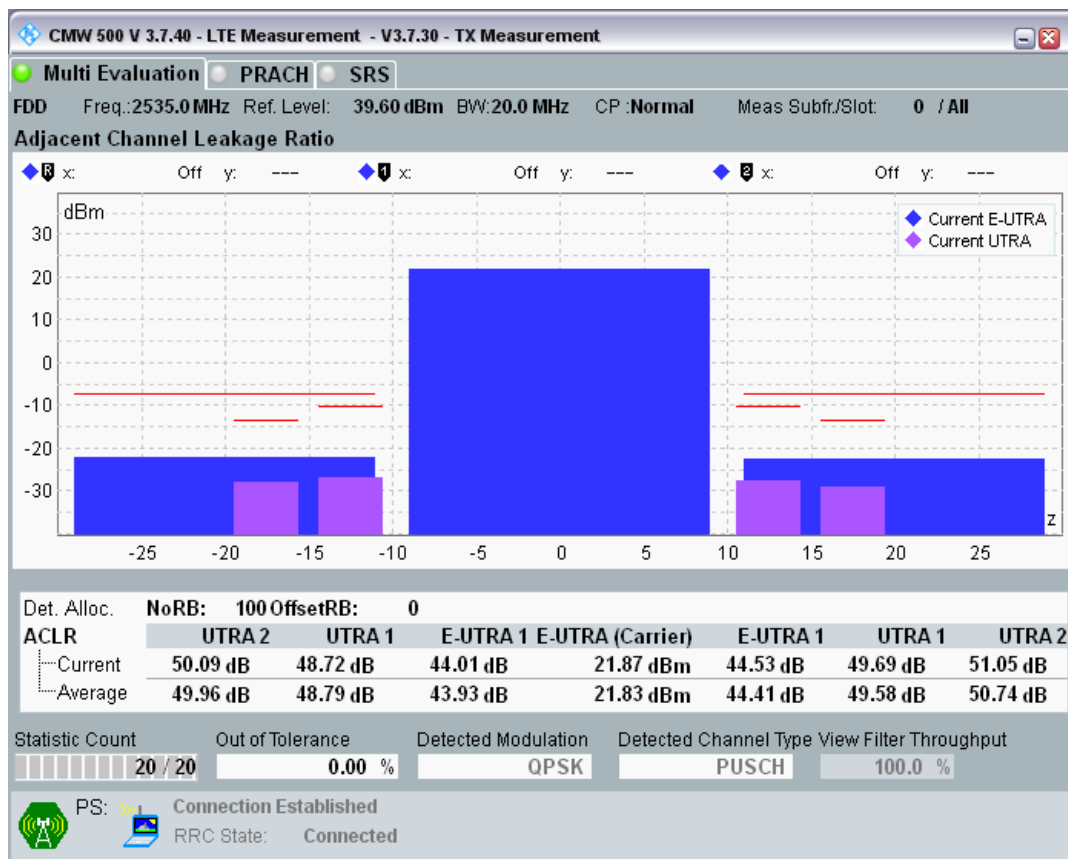 CMW 500 V 3.7.40 - LTE Measurement - V3.7.30 - TX Measurement
Multi Evaluation PRACH SRS
FDD Freq.:2535.0 MHz Ref. Level: 39.60 dBm BW:20.0 MHz CP :Normal Meas Subfr./Slot: 0 / All
Adjacent Channel Leakage Ratio
R x: Off y: --- 1 x: Off y: --- 2 x: Off y: ---
dBm
Current E-UTRA
Current UTRA
30
20
10
0
-10
-20
-30
z
-25 -20 -15 -10 -5 0 5 10 15 20 25
Det. Alloc. NoRB: 100 OffsetRB: 0
ACLR UTRA 2 UTRA 1 E-UTRA 1 E-UTRA (Carrier) E-UTRA 1 UTRA 1 UTRA 2
Current 50.09 dB 48.72 dB 44.01 dB 21.87 dBm 44.53 dB 49.69 dB 51.05 dB
Average 49.96 dB 48.79 dB 43.93 dB 21.83 dBm 44.41 dB 49.58 dB 50.74 dB
Statistic Count Out of Tolerance Detected Modulation Detected Channel Type View Filter Throughput
20 / 20 0.00 % QPSK PUSCH 100.0 %
PS: Connection Established
RRC State: Connected